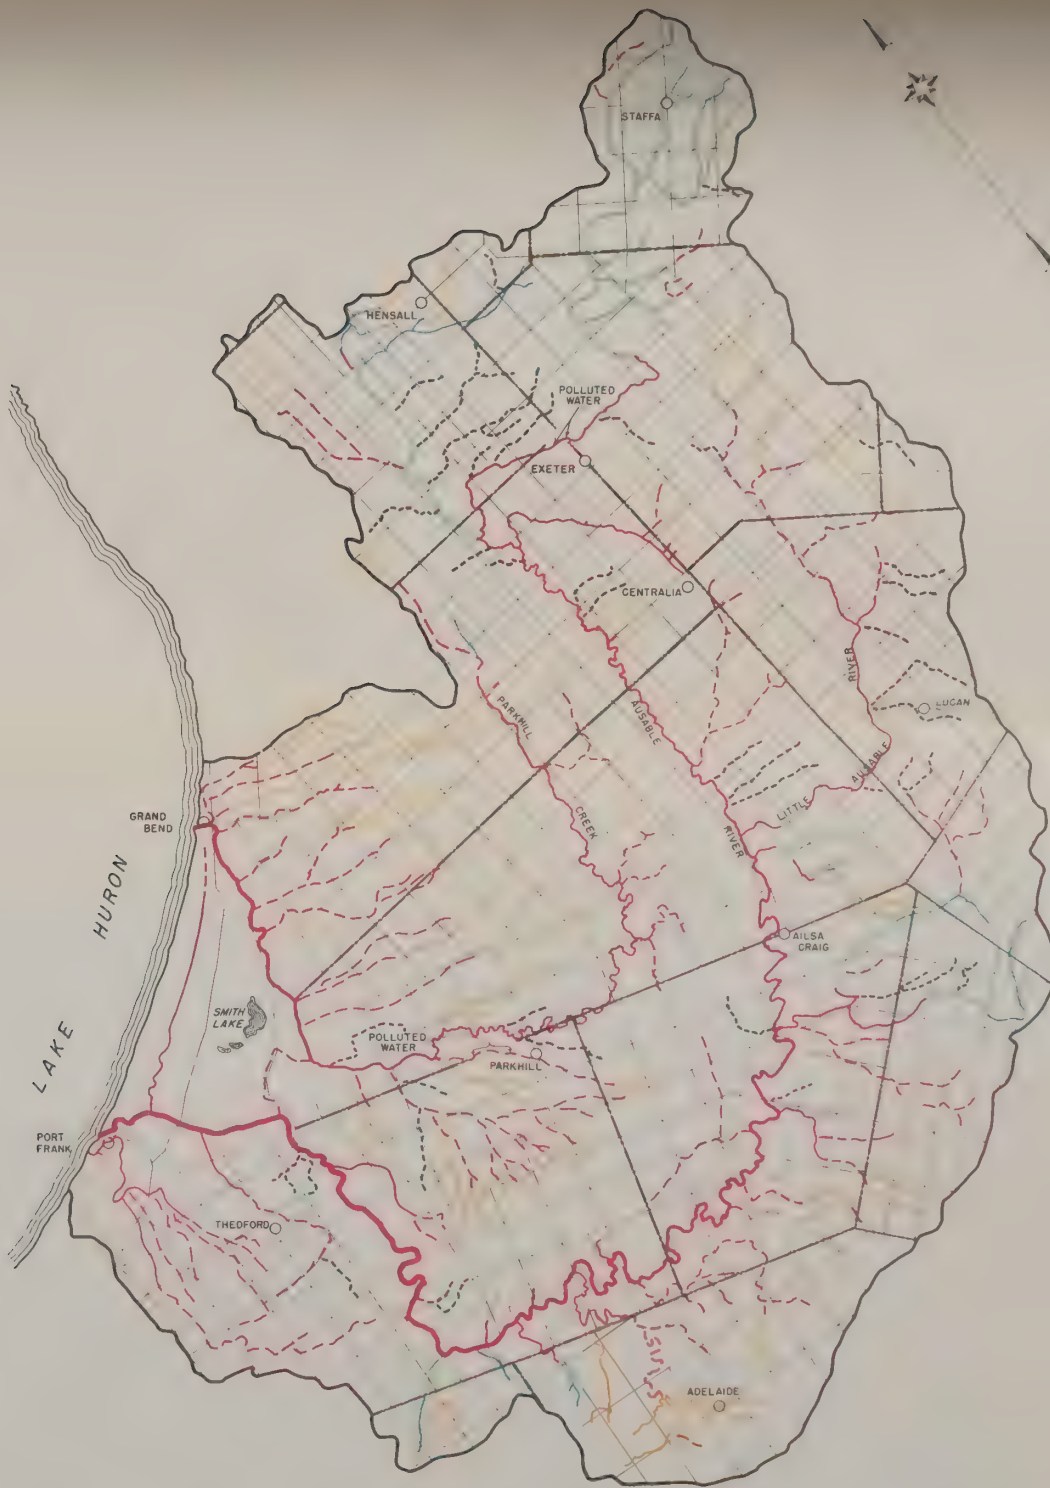 STAFFA
HENSALL
POLLUTED
WATER
EXETER
CENTRALIA
RIVER
LUCAN
PARKHILL
AUSABLE
AUSABLE
LITTLE
GRAND
BEND
CREEK
RIVER
HURON
AILSA
CRAIG
SMITH
LAKE
POLLUTED
WATER
LAKE
PARKHILL
PORT
FRANK
THEDFORD
ADELAIDE